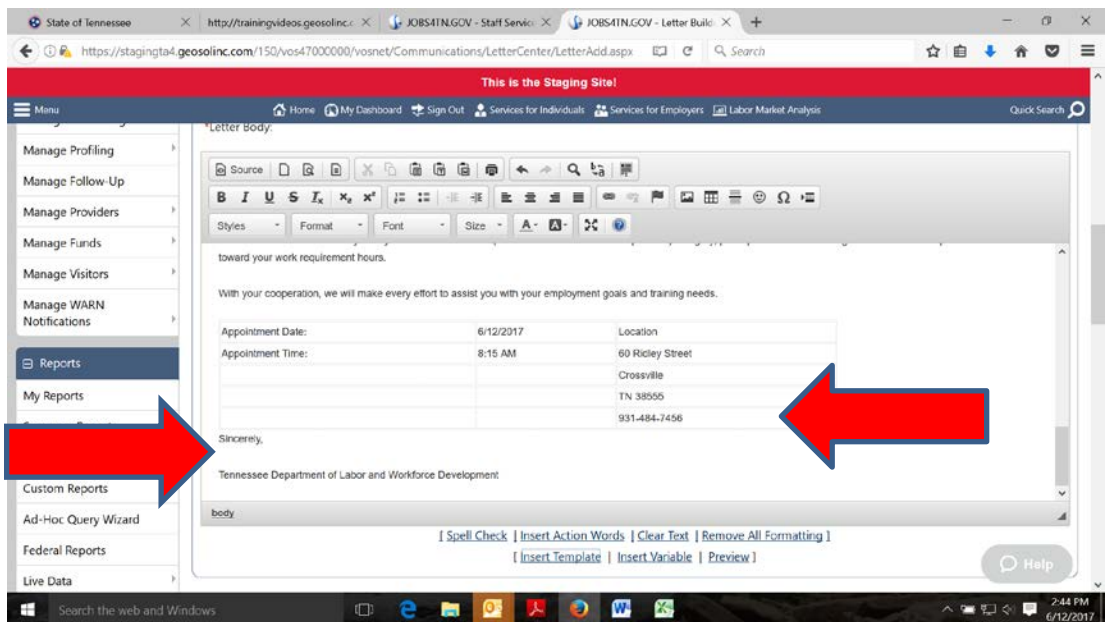 State of Tennessee
http://trainingvideos.geosolinc.c
JOBS4TN.GOV - Staff Servic
JOBS4TN.GOV - Letter Build
https://stagingta4.geosolinc.com/150/vos47000000/vosnet/Communications/LetterCenter/LetterAdd.aspx
Search
This is the Staging Site!
Menu
Home My Dashboard Sign Out Services for Individuals Services for Employers Labor Market Analysis
Quick Search
*Letter Body:
Manage Profiling
Manage Follow-Up
Manage Providers
Manage Funds
Manage Visitors
Manage WARN
Notifications
Reports
My Reports
Custom Reports
Ad-Hoc Query Wizard
Federal Reports
Live Data
Source
B I U S Ix x₂ x²
Styles Format Font Size A A
toward your work requirement hours.
With your cooperation, we will make every effort to assist you with your employment goals and training needs.
Appointment Date: 6/12/2017 Location
Appointment Time: 8:15 AM 60 Ridley Street
Crossville
TN 38555
931-484-7456
Sincerely,
Tennessee Department of Labor and Workforce Development
body
[ Spell Check | Insert Action Words | Clear Text | Remove All Formatting ]
[ Insert Template | Insert Variable | Preview ]
Help
Search the web and Windows
2:44 PM
6/12/2017